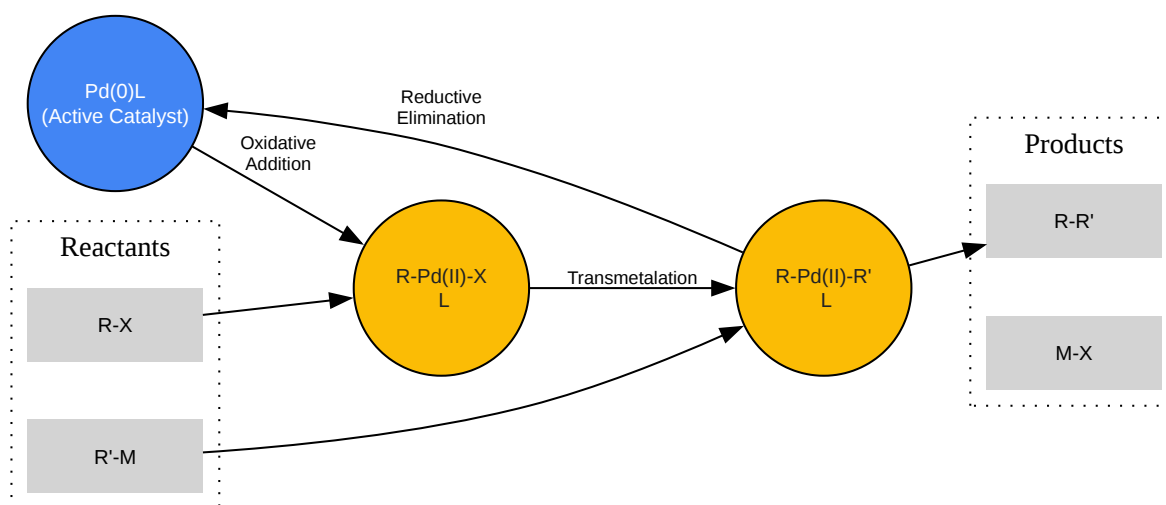 Pd(0)L
(Active Catalyst)
Reductive
Elimination
Oxidative
Addition
Reactants
R-X
R'-M
R-Pd(II)-X
L
Transmetalation
R-Pd(II)-R'
L
Products
R-R'
M-X